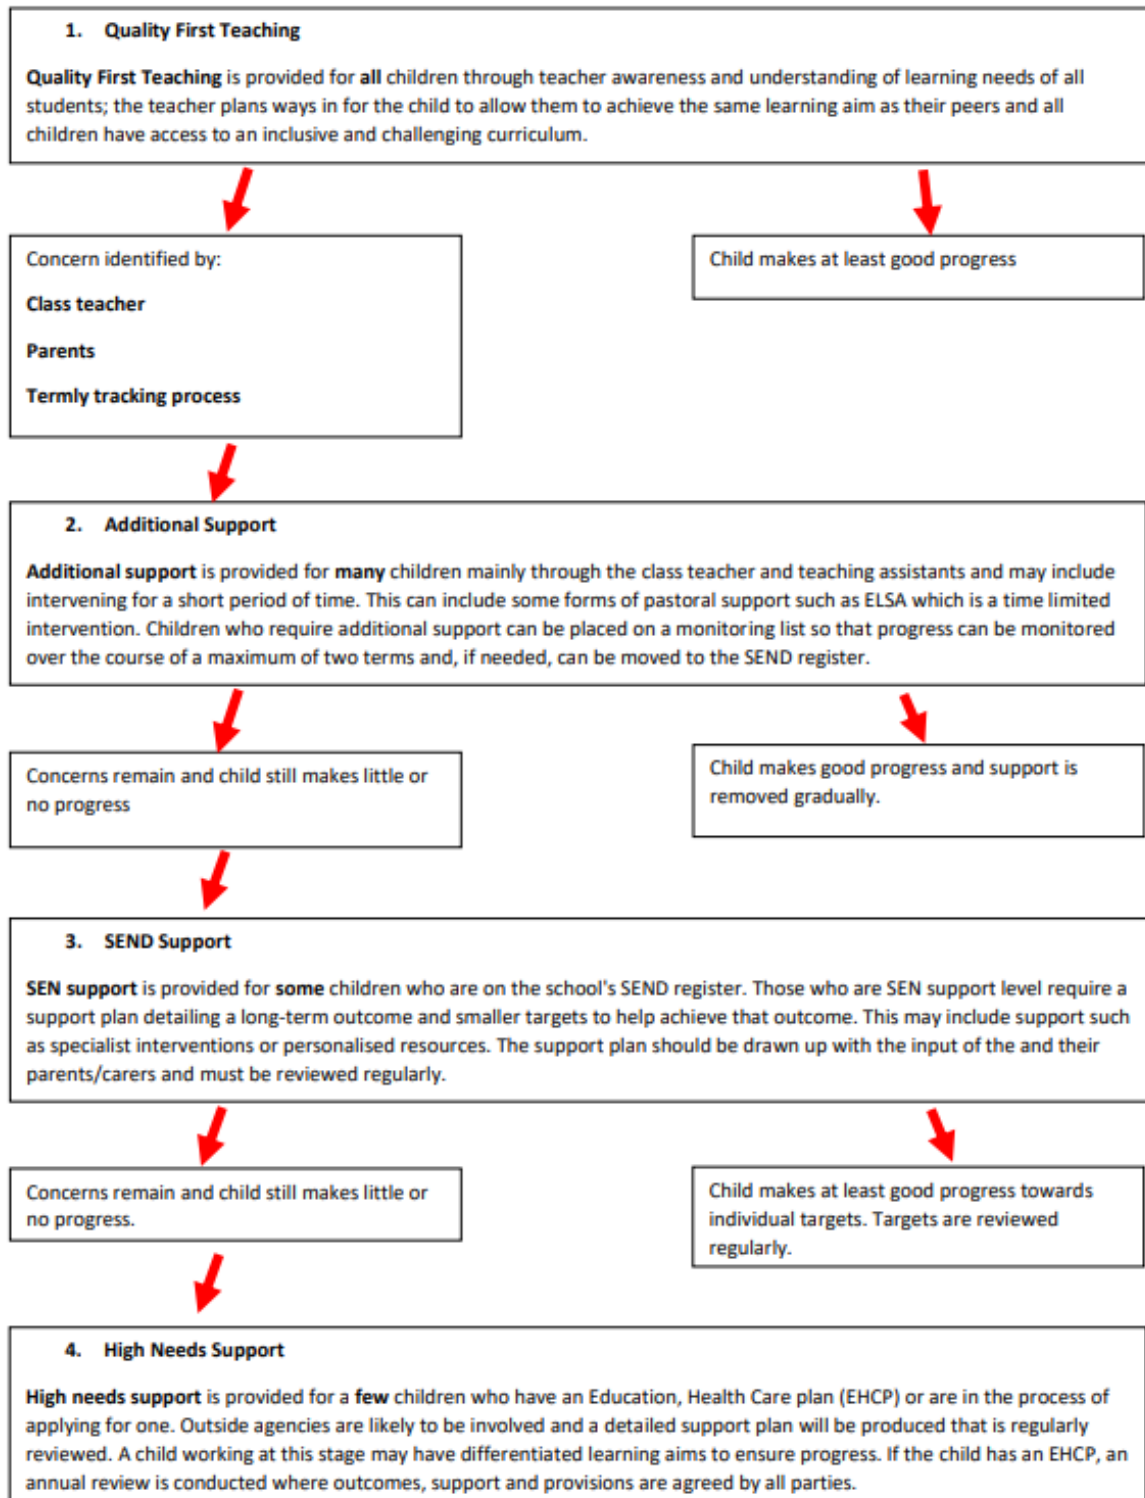 1. Quality First Teaching
Quality First Teaching is provided for all children through teacher awareness and understanding of learning needs of all
students; the teacher plans ways in for the child to allow them to achieve the same learning aim as their peers and all
children have access to an inclusive and challenging curriculum.
Concern identified by:
Class teacher
Parents
Termly tracking process
Child makes at least good progress
2. Additional Support
Additional support is provided for many children mainly through the class teacher and teaching assistants and may include
intervening for a short period of time. This can include some forms of pastoral support such as ELSA which is a time limited
intervention. Children who require additional support can be placed on a monitoring list so that progress can be monitored
over the course of a maximum of two terms and, if needed, can be moved to the SEND register.
Concerns remain and child still makes little or
no progress
Child makes good progress and support is
removed gradually.
3. SEND Support
SEN support is provided for some children who are on the school's SEND register. Those who are SEN support level require a
support plan detailing a long-term outcome and smaller targets to help achieve that outcome. This may include support such
as specialist interventions or personalised resources. The support plan should be drawn up with the input of the and their
parents/carers and must be reviewed regularly.
Concerns remain and child still makes little or
no progress.
Child makes at least good progress towards
individual targets. Targets are reviewed
regularly.
4. High Needs Support
High needs support is provided for a few children who have an Education, Health Care plan (EHCP) or are in the process of
applying for one. Outside agencies are likely to be involved and a detailed support plan will be produced that is regularly
reviewed. A child working at this stage may have differentiated learning aims to ensure progress. If the child has an EHCP, an
annual review is conducted where outcomes, support and provisions are agreed by all parties.